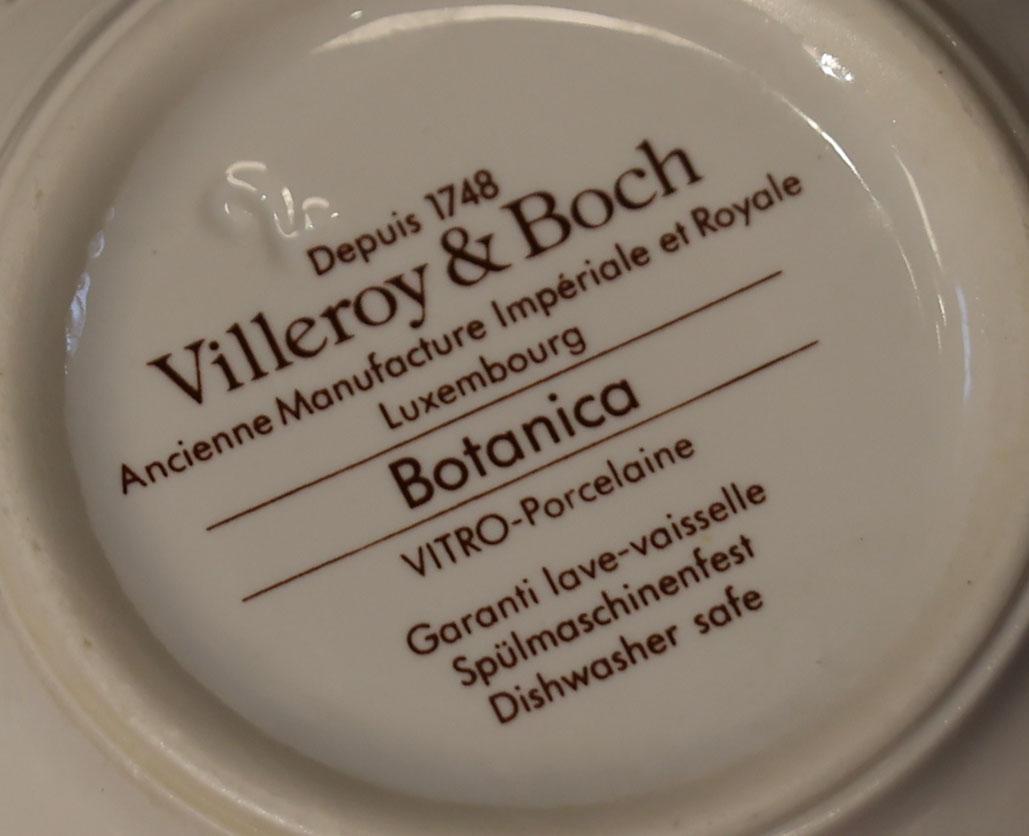 Depuis 1748
Villeroy & Boch
Ancienne Manufacture Impériale et Royale
Luxembourg
Botanica
VITRO-Porcelaine
Garanti lave-vaisselle
Spülmaschinenfest
Dishwasher safe